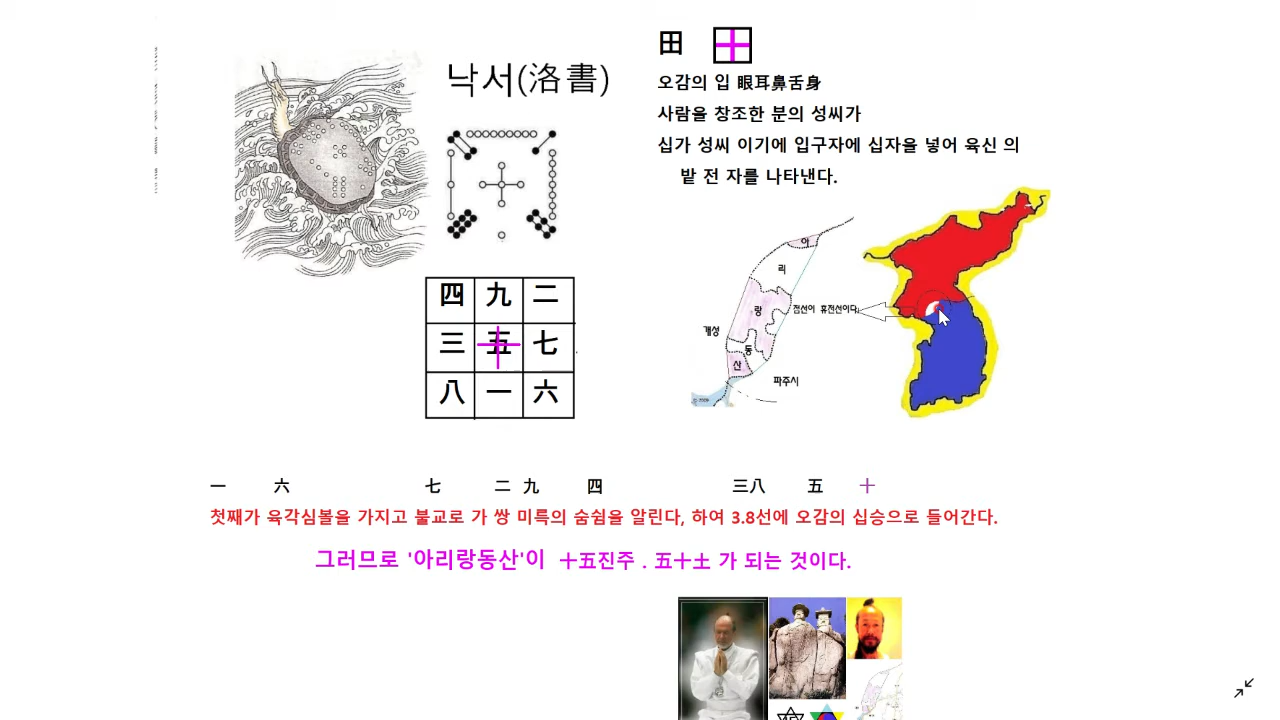 낙서(洛書)
田 十
오감의 입 眼耳鼻舌身
사람을 창조한 분의 성씨가
십가 성씨 이기에 입구자에 십자을 넣어 육신 의
밭 전 자를 나타낸다.
四 九 二
三 五 七
八 一 六
아
리
랑
동
산
개성
파주시
점선이 휴전선이다.
一 六 七 二 九 四 三八 五 十
첫째가 육각심볼을 가지고 불교로 가 쌍 미륵의 숨쉼을 알린다, 하여 3.8선에 오감의 십승으로 들어간다.
그러므로 '아리랑동산'이 十五진주 . 五十土 가 되는 것이다.